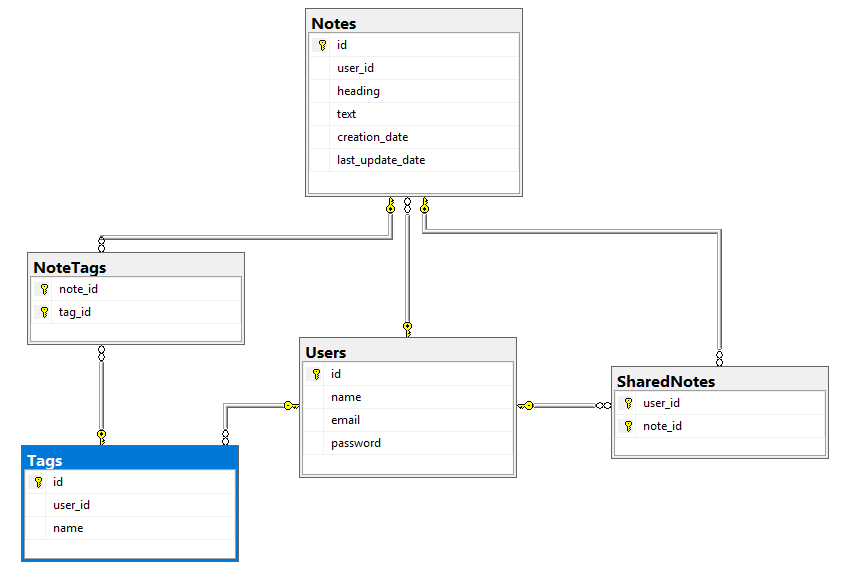 Notes
id
user_id
heading
text
creation_date
last_update_date
NoteTags
note_id
tag_id
Users
id
name
email
password
SharedNotes
user_id
note_id
Tags
id
user_id
name